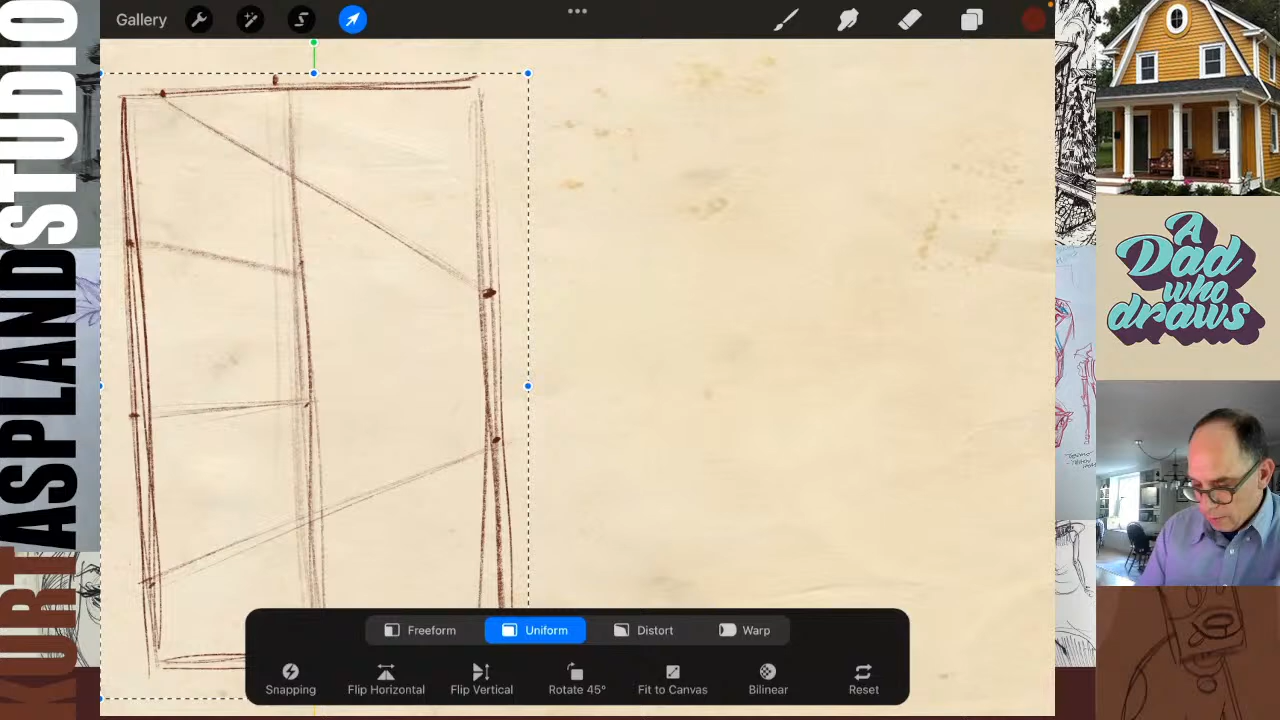 Gallery
KURT ASPLAND STUDIO
A
Dad
who
draws
Freeform
Uniform
Distort
Warp
Snapping
Flip Horizontal
Flip Vertical
Rotate 45°
Fit to Canvas
Bilinear
Reset